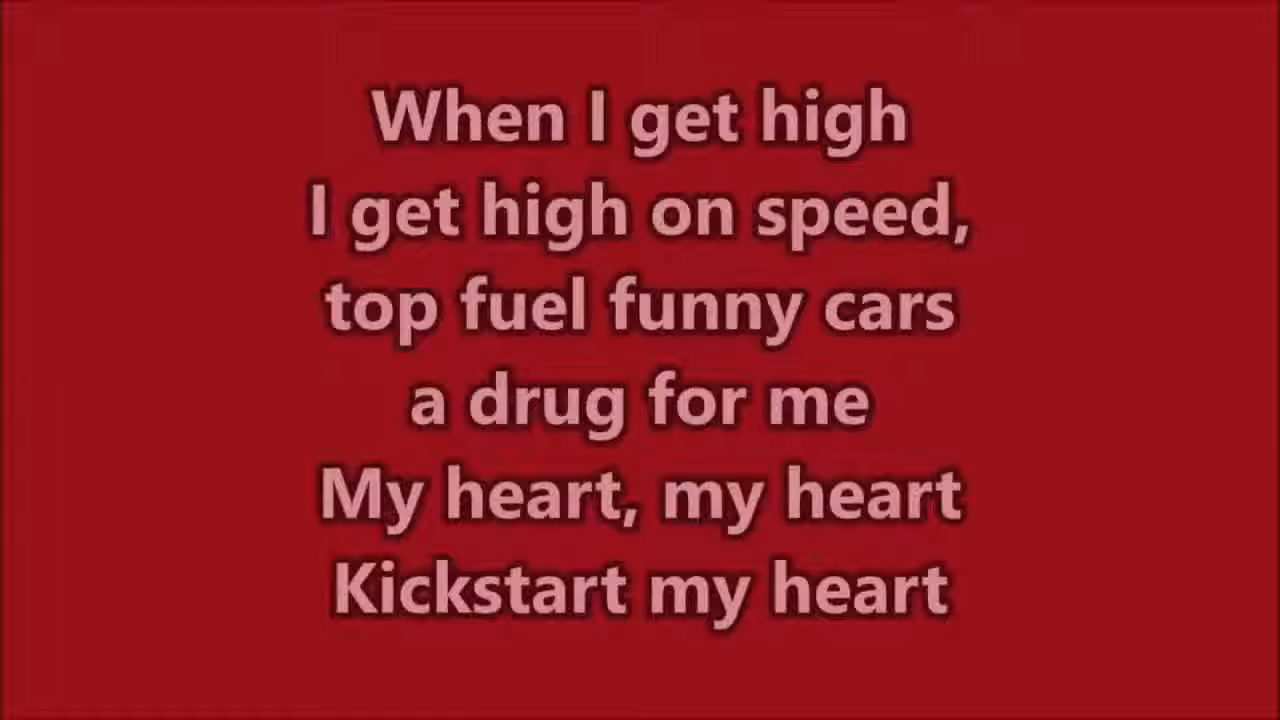 When I get high
I get high on speed,
top fuel funny cars
a drug for me
My heart, my heart
Kickstart my heart